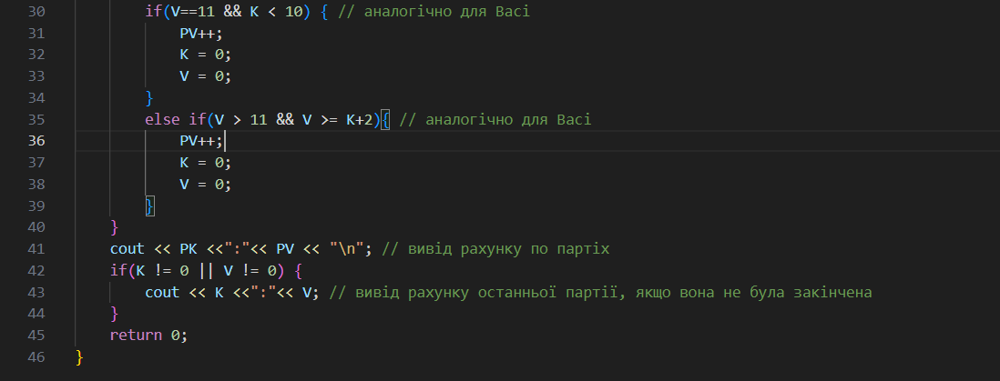 30 if(V==11 && K < 10) { // аналогічно для Васі
31 PV++;
32 K = 0;
33 V = 0;
34 }
35 else if(V > 11 && V >= K+2){ // аналогічно для Васі
36 PV++;
37 K = 0;
38 V = 0;
39 }
40 }
41 cout << PK <<":"<< PV << "\n"; // вивід рахунку по партіх
42 if(K != 0 || V != 0) {
43 cout << K <<":"<< V; // вивід рахунку останньої партії, якщо вона не була закінчена
44 }
45 return 0;
46 }